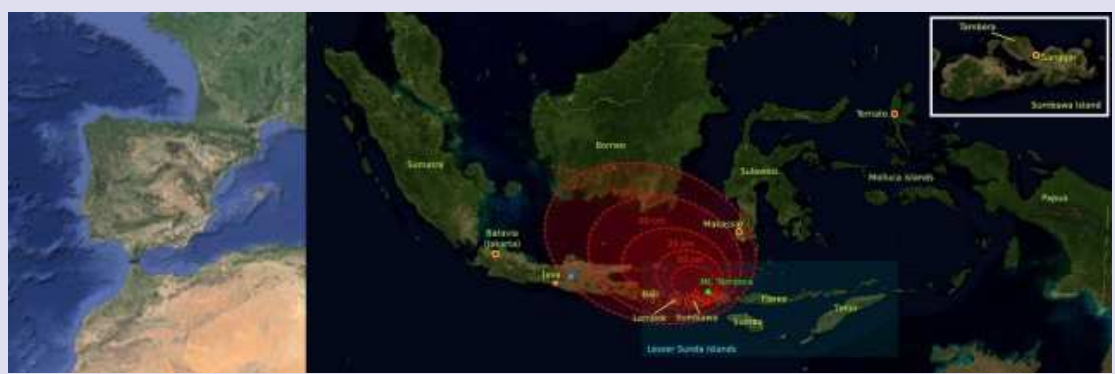 Tambora
Sanggar
Sumbawa Island
Ternate
Borneo
Sumatra
Sulawesi
Molluca Islands
Papua
Makassar
Batavia
(Jakarta)
Java
Mt. Tambora
Bali
Flores
Lombok
Sumbawa
Sumba
Timor
Lesser Sunda Islands